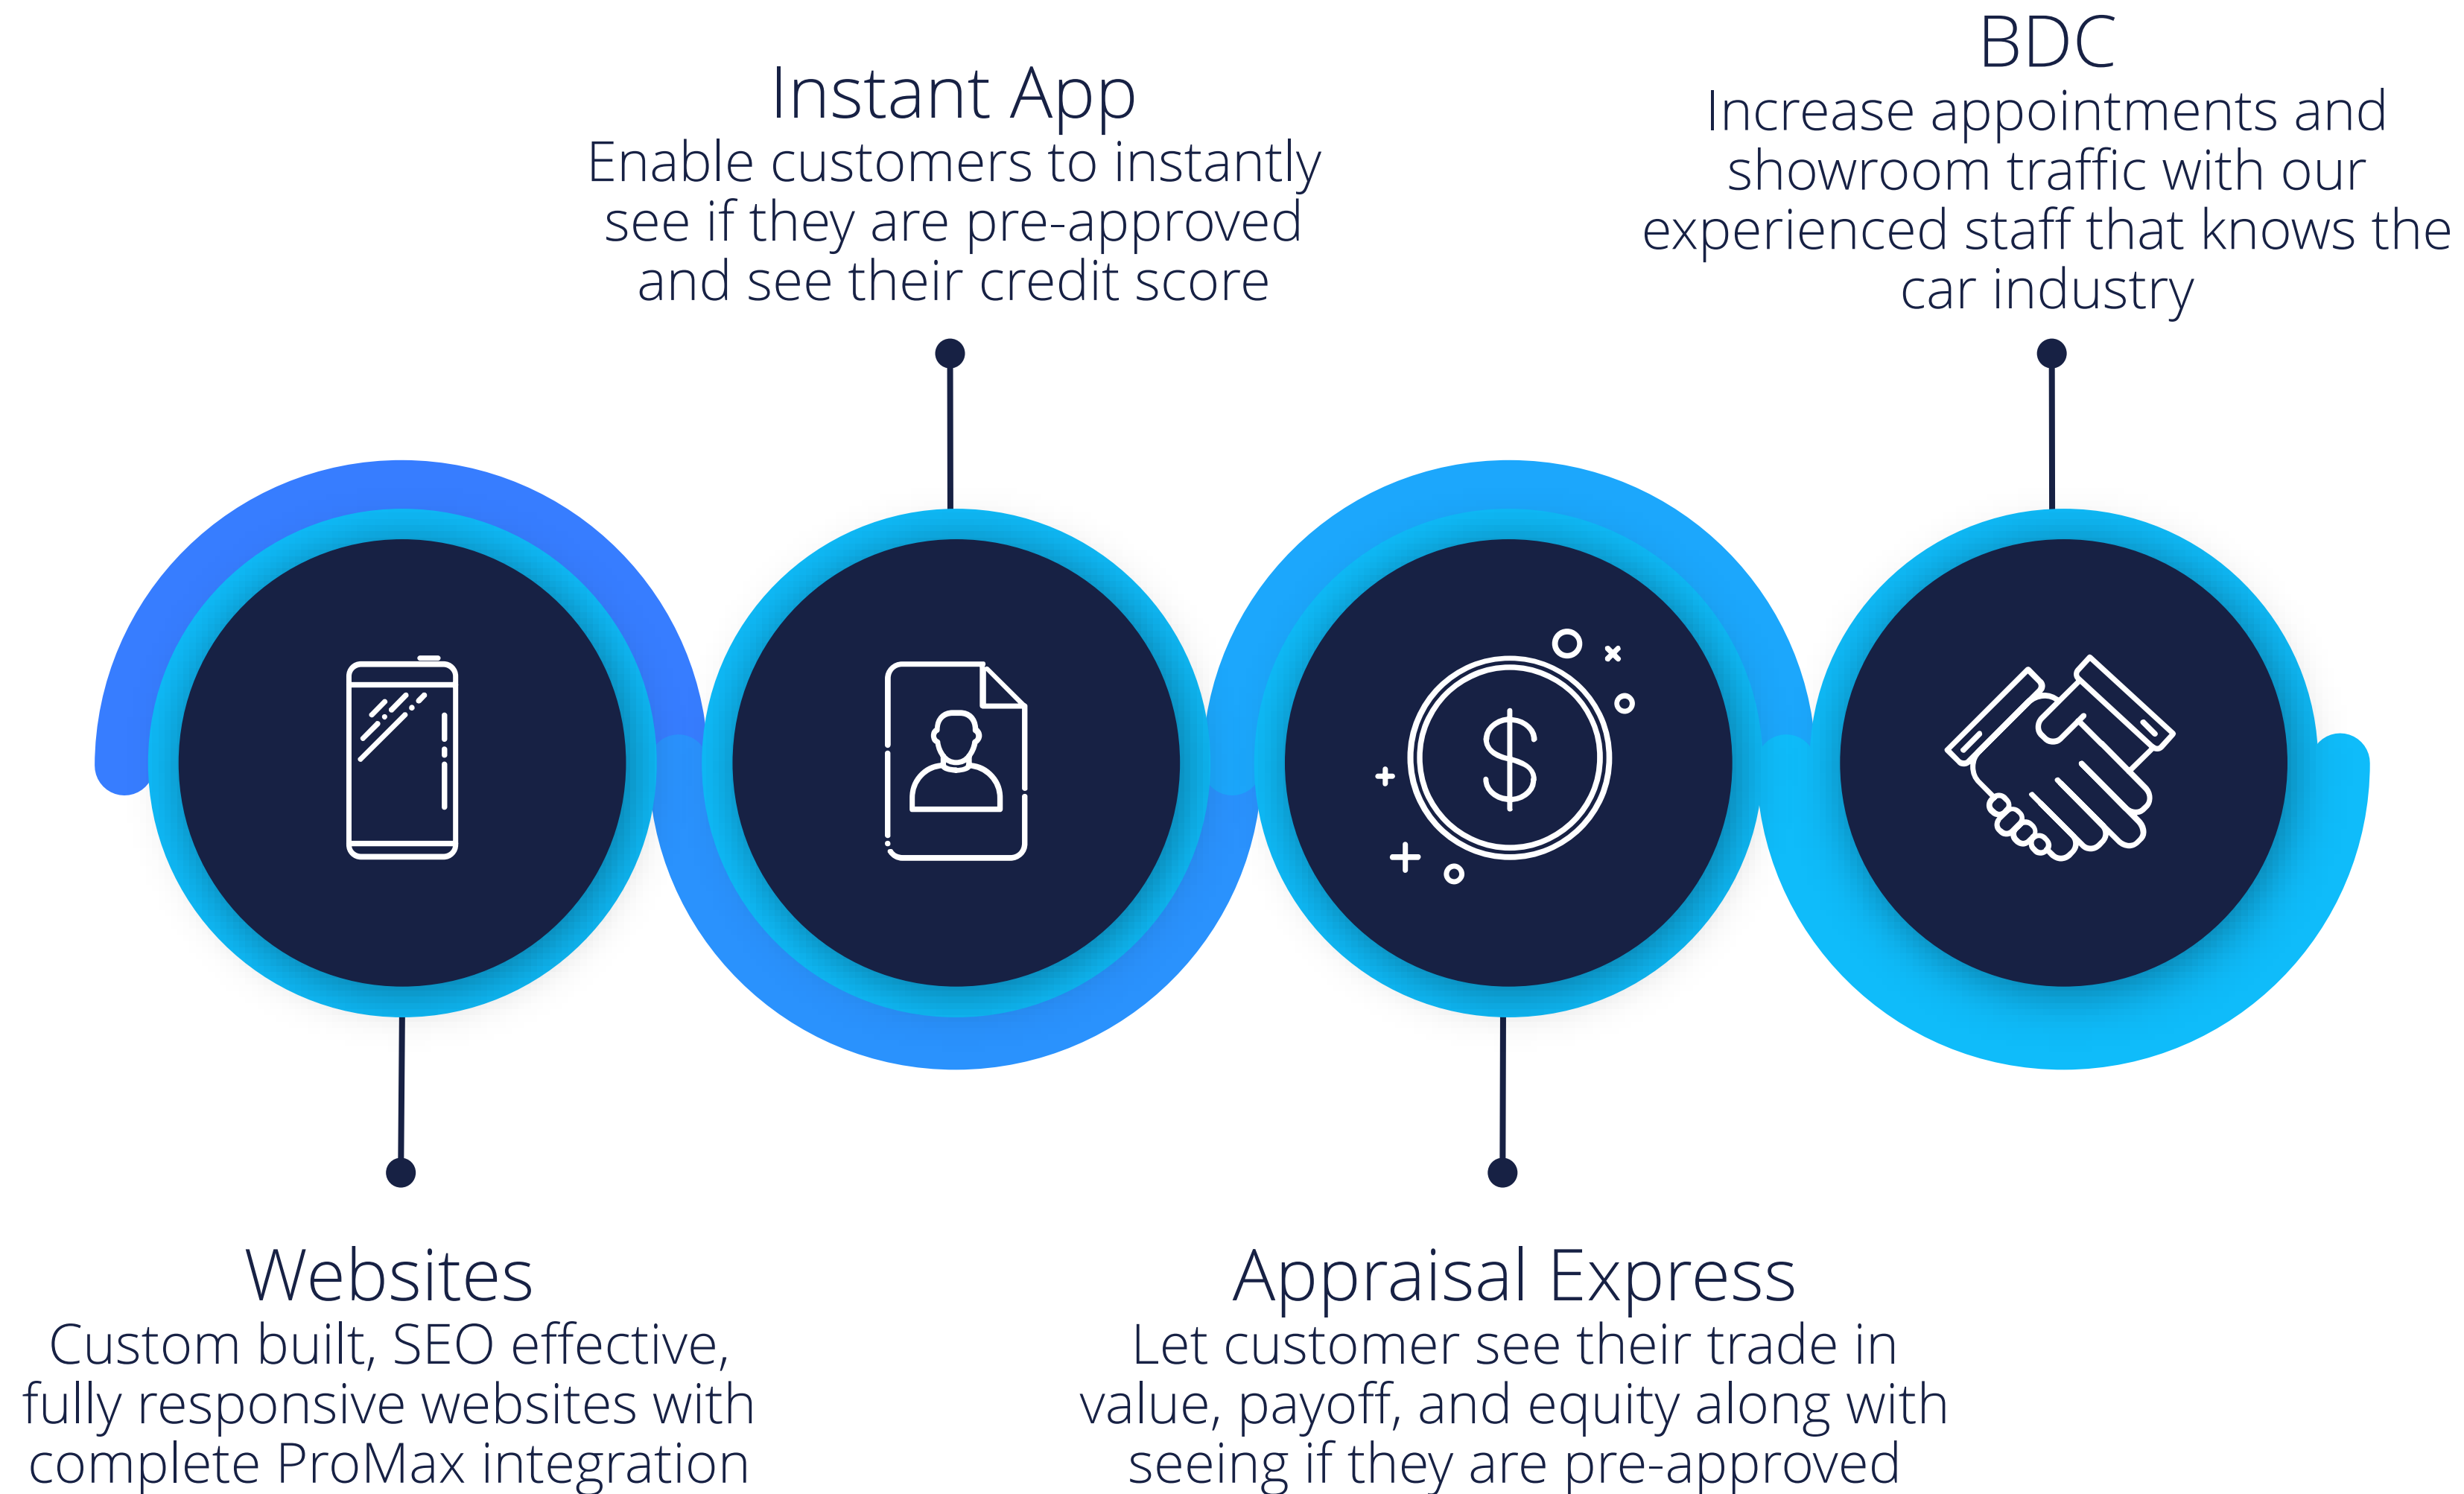 BDC
Increase appointments and
showroom traffic with our
experienced staff that knows the
car industry
Instant App
Enable customers to instantly
see if they are pre-approved
and see their credit score
Websites
Custom built, SEO effective,
fully responsive websites with
complete ProMax integration
Appraisal Express
Let customer see their trade in
value, payoff, and equity along with
seeing if they are pre-approved